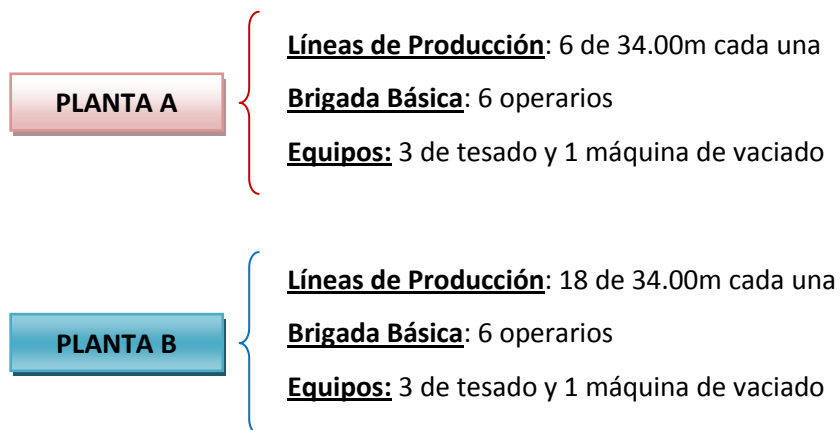 Líneas de Producción: 6 de 34.00m cada una
PLANTA A
Brigada Básica: 6 operarios
Equipos: 3 de tesado y 1 máquina de vaciado
Líneas de Producción: 18 de 34.00m cada una
PLANTA B
Brigada Básica: 6 operarios
Equipos: 3 de tesado y 1 máquina de vaciado